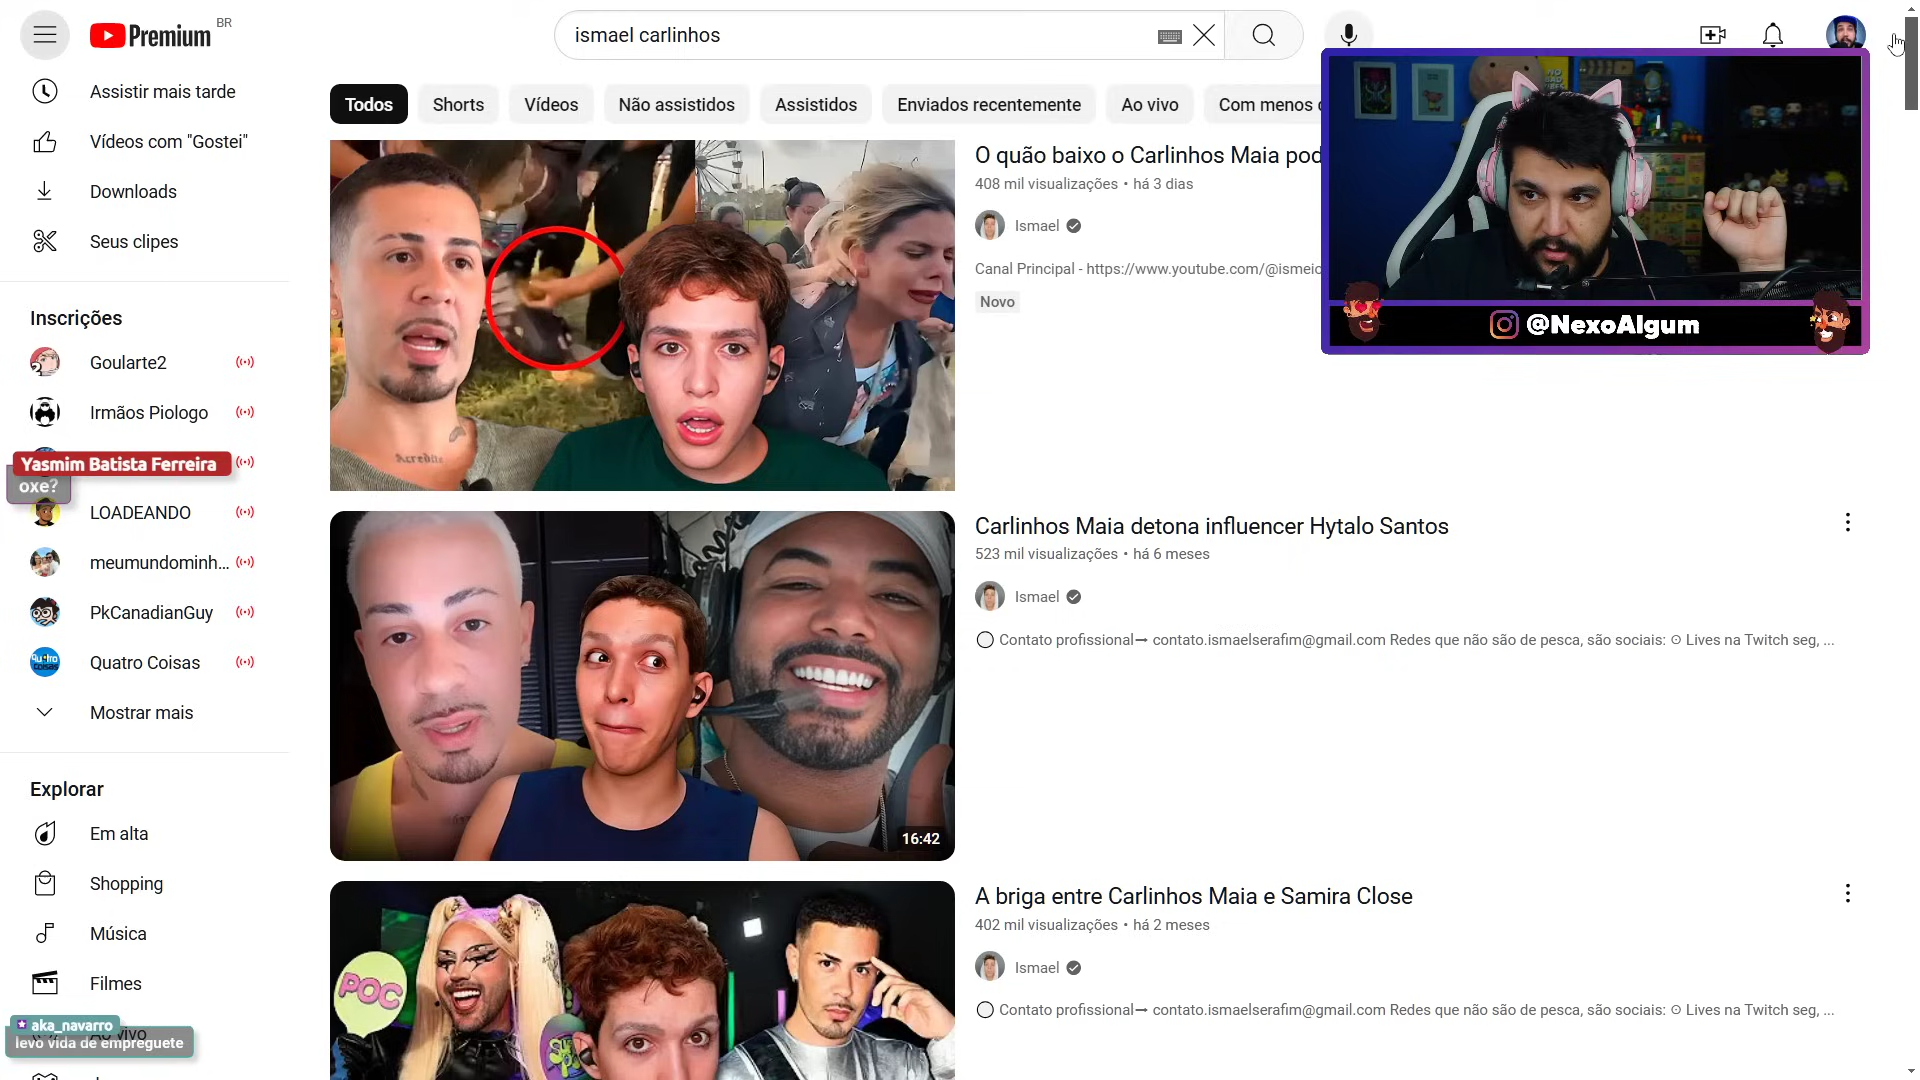 Premium BR
ismael carlinhos
Assistir mais tarde
Vídeos com "Gostei"
Downloads
Seus clipes
Inscrições
Goularte2
Irmãos Piologo
Yasmim Batista Ferreira
oxe?
LOADEANDO
meumundominh...
PkCanadianGuy
Quatro Coisas
Mostrar mais
Explorar
Em alta
Shopping
Música
Filmes
aka_navarro
levo vida de empreguete
Todos
Shorts
Vídeos
Não assistidos
Assistidos
Enviados recentemente
Ao vivo
Com menos
O quão baixo o Carlinhos Maia pod
408 mil visualizações • há 3 dias
Ismael
Canal Principal - https://www.youtube.com/@ismeio
Novo
@NexoAlgum
Acredite
Carlinhos Maia detona influencer Hytalo Santos
523 mil visualizações • há 6 meses
Ismael
Contato profissional➞ contato.ismaelserafim@gmail.com Redes que não são de pesca, são sociais: ⊙ Lives na Twitch seg, ...
16:42
A briga entre Carlinhos Maia e Samira Close
402 mil visualizações • há 2 meses
Ismael
Contato profissional➞ contato.ismaelserafim@gmail.com Redes que não são de pesca, são sociais: ⊙ Lives na Twitch seg, ...
POC